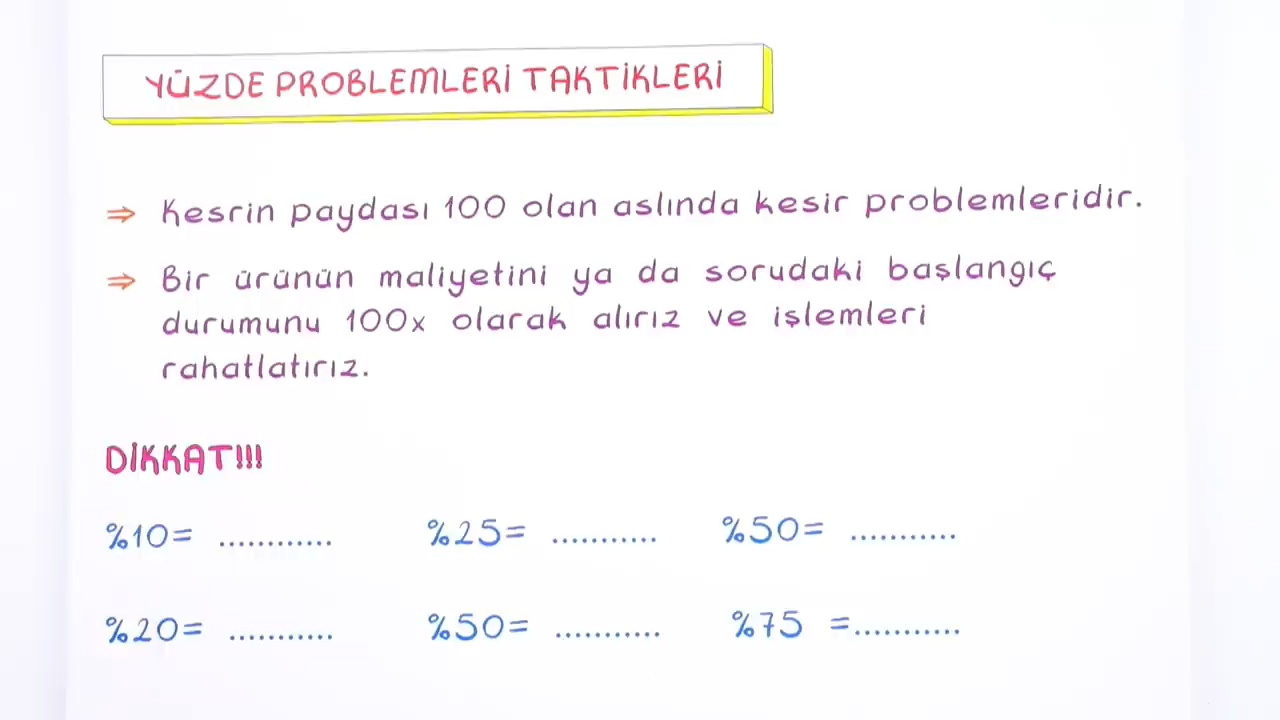 YÜZDE PROBLEMLERİ TAKTİKLERİ
⇒ Kesrin paydası 100 olan aslında kesir problemleridir.
⇒ Bir ürünün maliyetini ya da sorudaki başlangıç
durumunu 100x olarak alırız ve işlemleri
rahatlatırız.
DİKKAT!!!
%10= ............ %25= ........... %50= ...........
%20= ........... %50= ........... %75 =...........